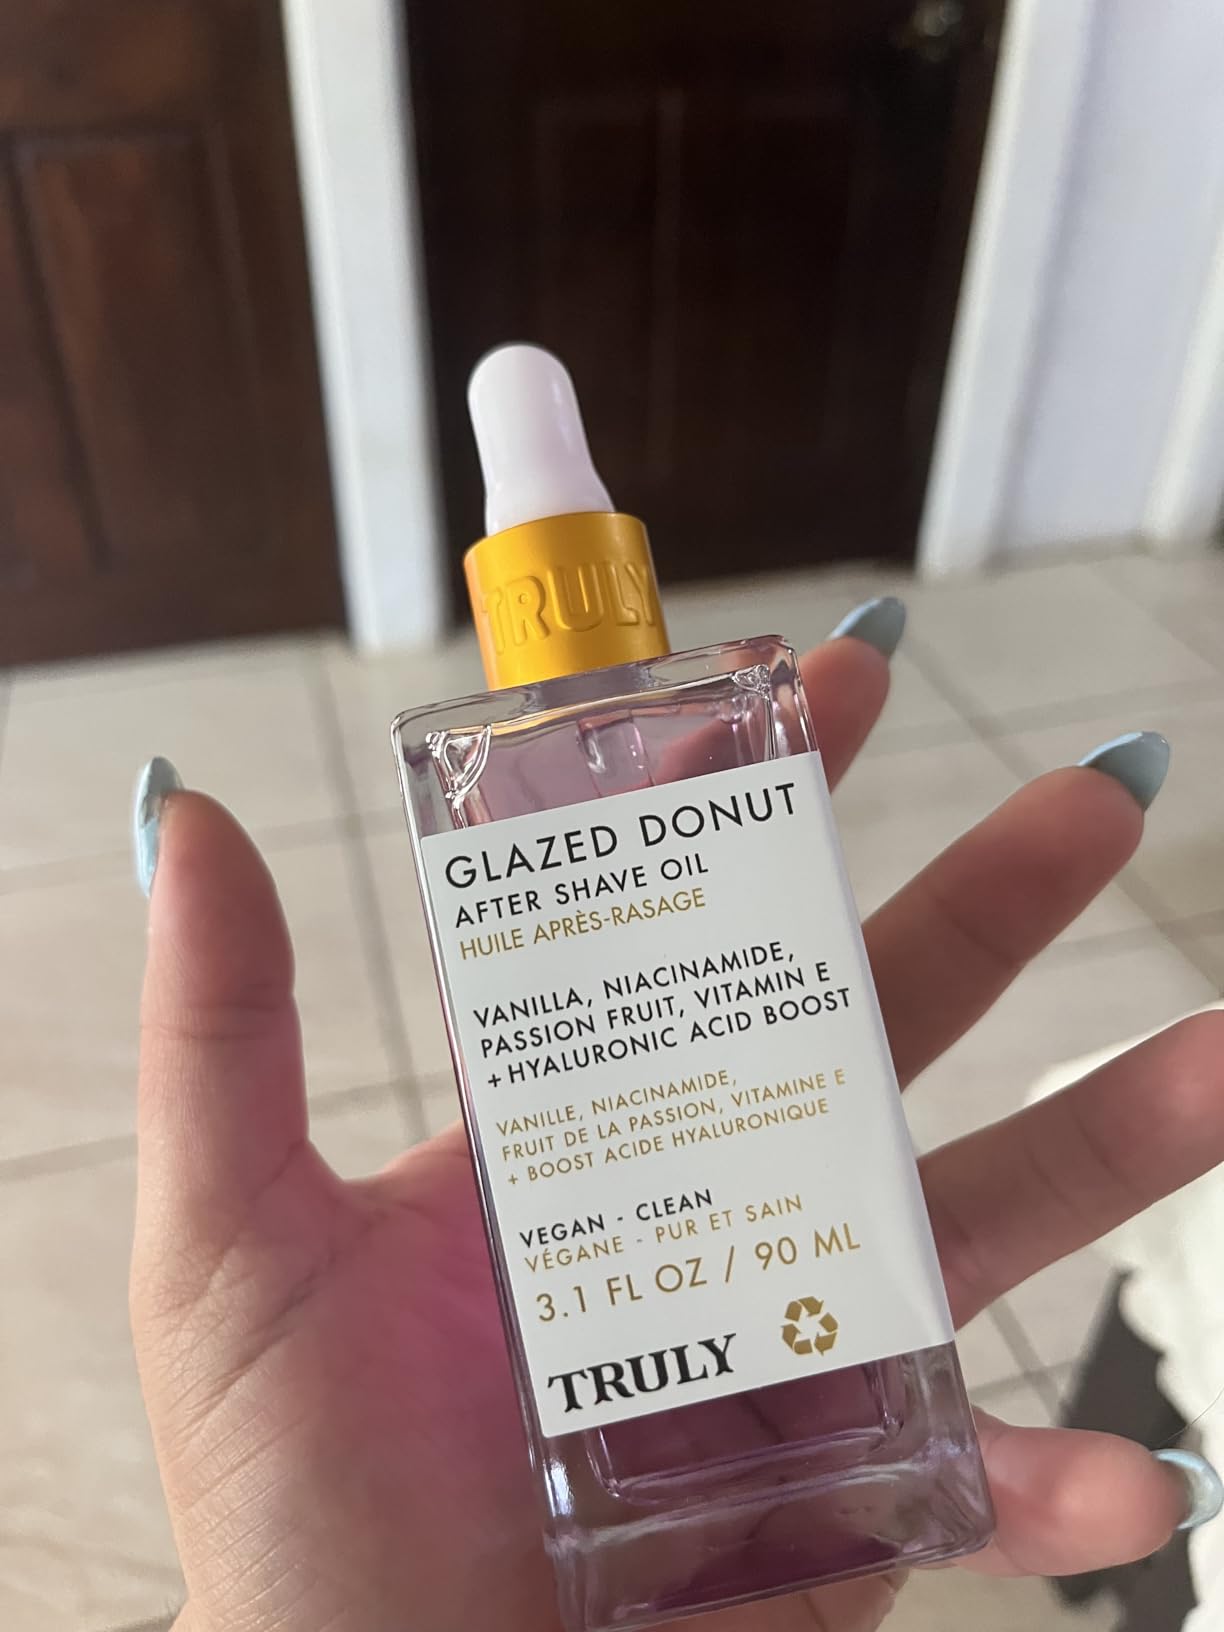 TRULY
GLAZED DONUT
AFTER SHAVE OIL
HUILE APRÈS-RASAGE
VANILLA, NIACINAMIDE,
PASSION FRUIT, VITAMIN E
+ HYALURONIC ACID BOOST
VANILLE, NIACINAMIDE,
FRUIT DE LA PASSION, VITAMINE E
+ BOOST ACIDE HYALURONIQUE
VEGAN - CLEAN
VÉGANE - PUR ET SAIN
3.1 FL OZ / 90 ML
TRULY